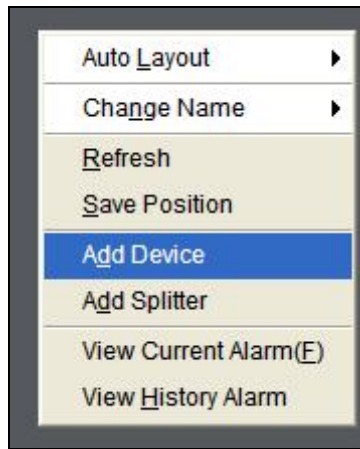 Auto Layout
Change Name
Refresh
Save Position
Add Device
Add Splitter
View Current Alarm(F)
View History Alarm